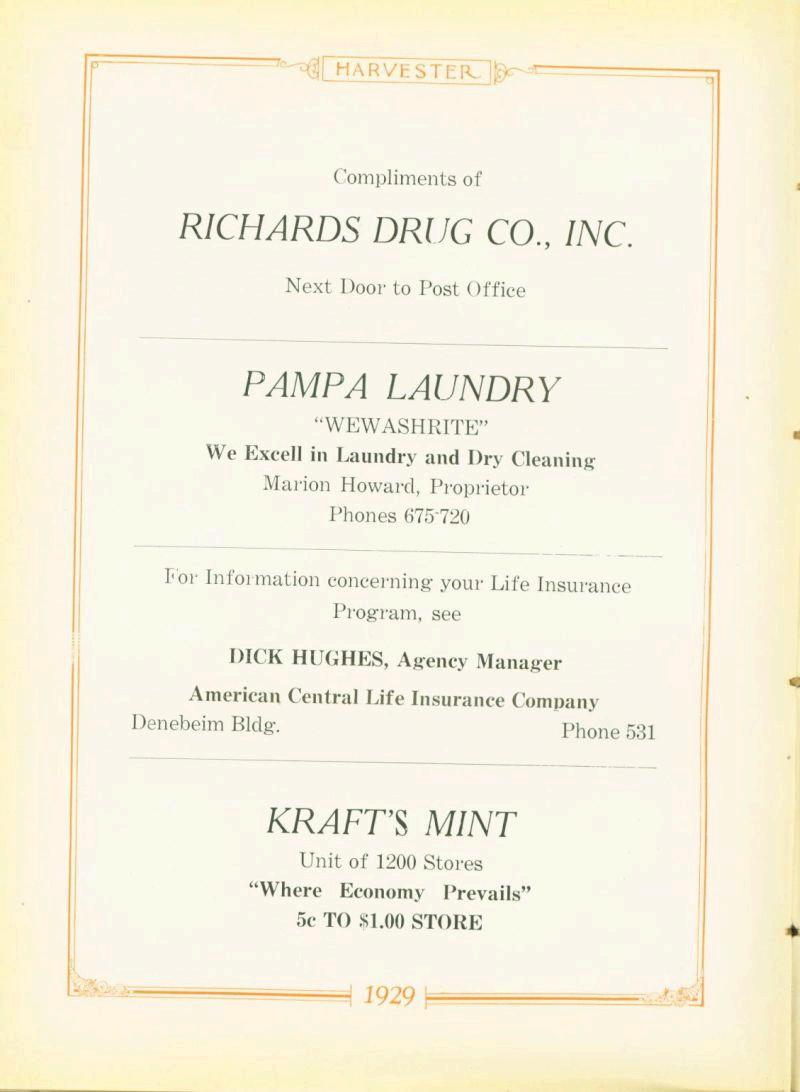 HARVESTER
Compliments of
RICHARDS DRUG CO., INC.
Next Door to Post Office
PAMPA LAUNDRY
“WEWASHRITE”
We Excell in Laundry and Dry Cleaning
Marion Howard, Proprietor
Phones 675-720
For Information concerning your Life Insurance
Program, see
DICK HUGHES, Agency Manager
American Central Life Insurance Company
Denebeim Bldg. Phone 531
KRAFT'S MINT
Unit of 1200 Stores
“Where Economy Prevails”
5c TO $1.00 STORE
1929